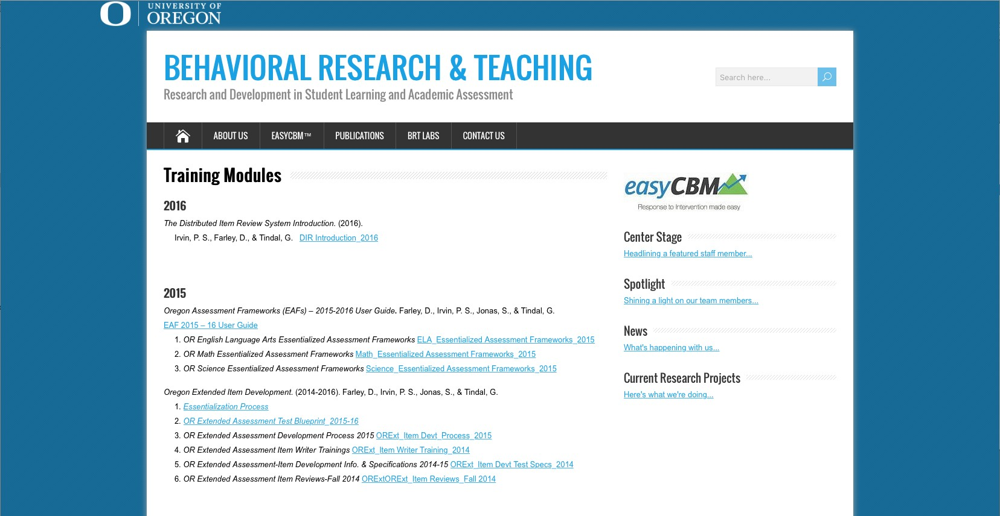 UNIVERSITY OF
OREGON
BEHAVIORAL RESEARCH & TEACHING
Research and Development in Student Learning and Academic Assessment
Search here...
ABOUT US
EASYCBM™
PUBLICATIONS
BRT LABS
CONTACT US
Training Modules
2016
The Distributed Item Review System Introduction. (2016).
Irvin, P. S., Farley, D., & Tindal, G. DIR Introduction_2016
2015
Oregon Assessment Frameworks (EAFs) – 2015-2016 User Guide. Farley, D., Irvin, P. S., Jonas, S., & Tindal, G.
EAF 2015 – 16 User Guide
1. OR English Language Arts Essentialized Assessment Frameworks ELA_Essentialized Assessment Frameworks_2015
2. OR Math Essentialized Assessment Frameworks Math_Essentialized Assessment Frameworks_2015
3. OR Science Essentialized Assessment Frameworks Science_Essentialized Assessment Frameworks_2015
Oregon Extended Item Development. (2014-2016). Farley, D., Irvin, P. S., Jonas, S., & Tindal, G.
1. Essentialization Process
2. OR Extended Assessment Test Blueprint_2015-16
3. OR Extended Assessment Development Process 2015 ORExt_Item Devt_Process_2015
4. OR Extended Assessment Item Writer Trainings ORExt_Item Writer Training_2014
5. OR Extended Assessment-Item Development Info. & Specifications 2014-15 ORExt_Item Devt Test Specs_2014
6. OR Extended Assessment Item Reviews-Fall 2014 ORExtORExt_Item Reviews_Fall 2014
easyCBM
Response to Intervention made easy
Center Stage
Headlining a featured staff member...
Spotlight
Shining a light on our team members...
News
What's happening with us...
Current Research Projects
Here's what we're doing...